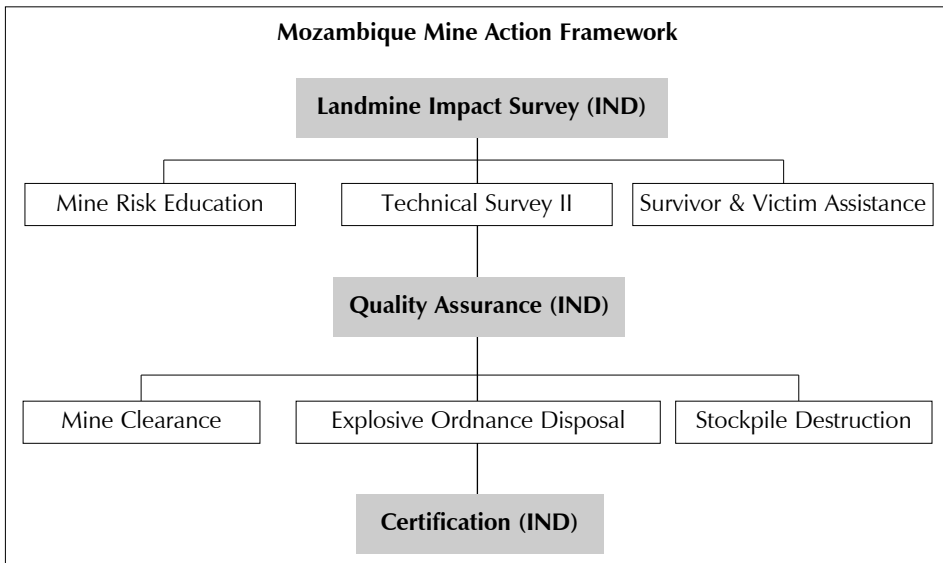 Mozambique Mine Action Framework
Landmine Impact Survey (IND)
Mine Risk Education
Technical Survey II
Survivor & Victim Assistance
Quality Assurance (IND)
Mine Clearance
Explosive Ordnance Disposal
Stockpile Destruction
Certification (IND)